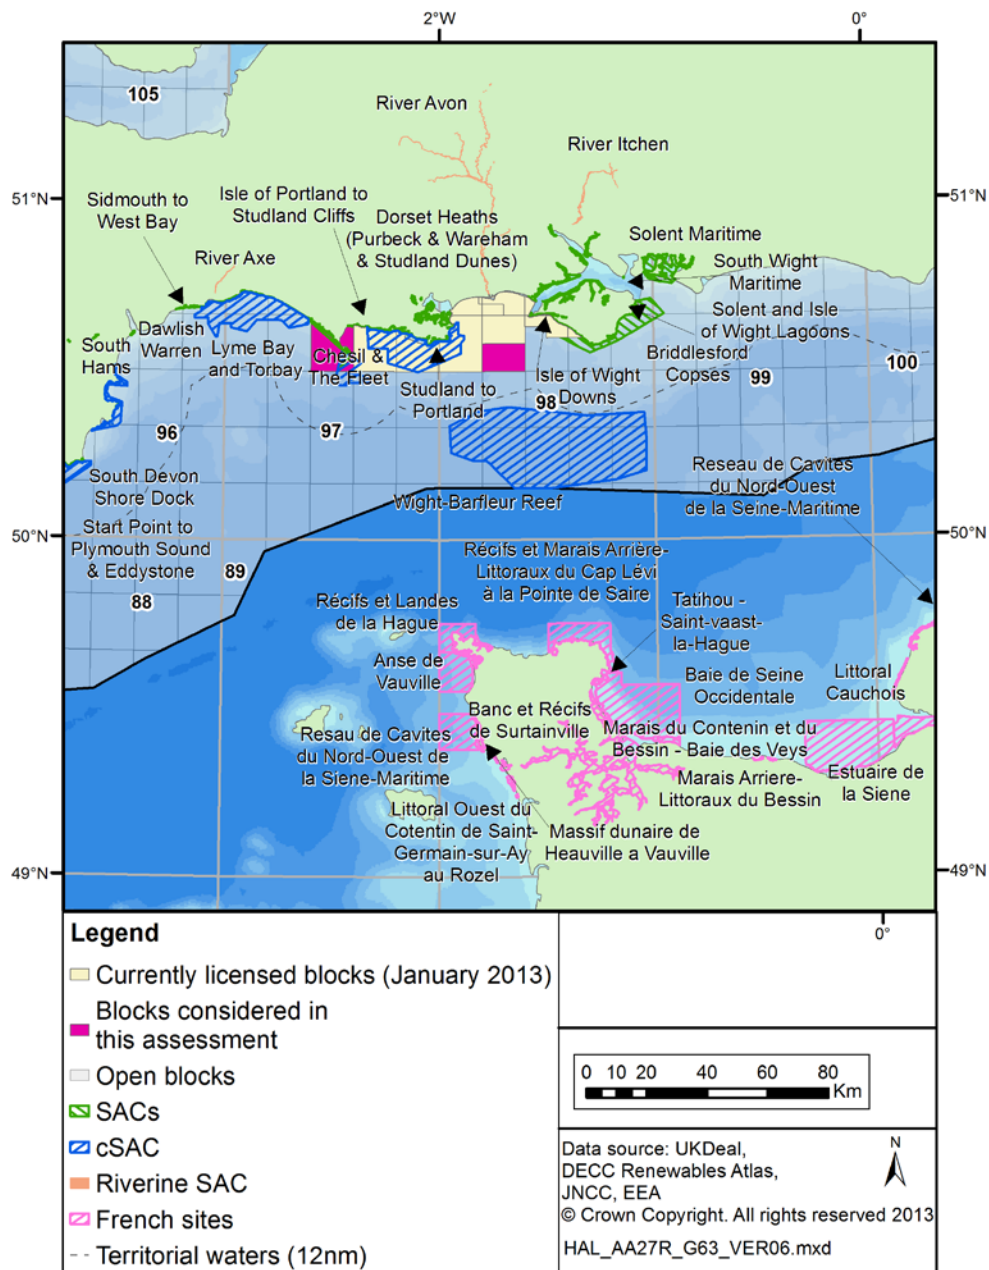 2°W
0°
105
River Avon
River Itchen
51°N
51°N
Sidmouth to
West Bay
Isle of Portland to
Studland Cliffs
Dorset Heaths
(Purbeck & Wareham
& Studland Dunes)
Solent Maritime
South Wight
Maritime
River Axe
Solent and Isle
of Wight Lagoons
Dawlish
Warren
South
Hams
Lyme Bay
and Torbay
Chesil &
The Fleet
Briddlesford
Copses
100
99
Studland to
Portland
Isle of Wight
Downs
98
97
96
Reseau de Cavites
du Nord-Ouest
de la Seine-Maritime
South Devon
Shore Dock
Wight-Barfleur Reef
Start Point to
Plymouth Sound
& Eddystone
50°N
50°N
89
88
Récifs et Marais Arrière-
Littoraux du Cap Lévi
à la Pointe de Saire
Récifs et Landes
de la Hague
Tatihou -
Saint-vaast-
la-Hague
Anse de
Vauville
Baie de Seine
Occidentale
Littoral
Cauchois
Banc et Récifs
de Surtainville
Resau de Cavites
du Nord-Ouest de
la Siene-Maritime
Marais du Contenin et du
Bessin - Baie des Veys
Marais Arriere-
Littoraux du Bessin
Estuaire de
la Siene
Littoral Ouest du
Cotentin de Saint-
Germain-sur-Ay
au Rozel
Massif dunaire de
Heauville a Vauville
49°N
49°N
0°
Legend
Currently licensed blocks (January 2013)
Blocks considered in
this assessment
Open blocks
SACs
cSAC
Riverine SAC
French sites
Territorial waters (12nm)
0 10 20 40 60 80
Km
Data source: UKDeal,
DECC Renewables Atlas,
JNCC, EEA
© Crown Copyright. All rights reserved 2013
HAL_AA27R_G63_VER06.mxd
N